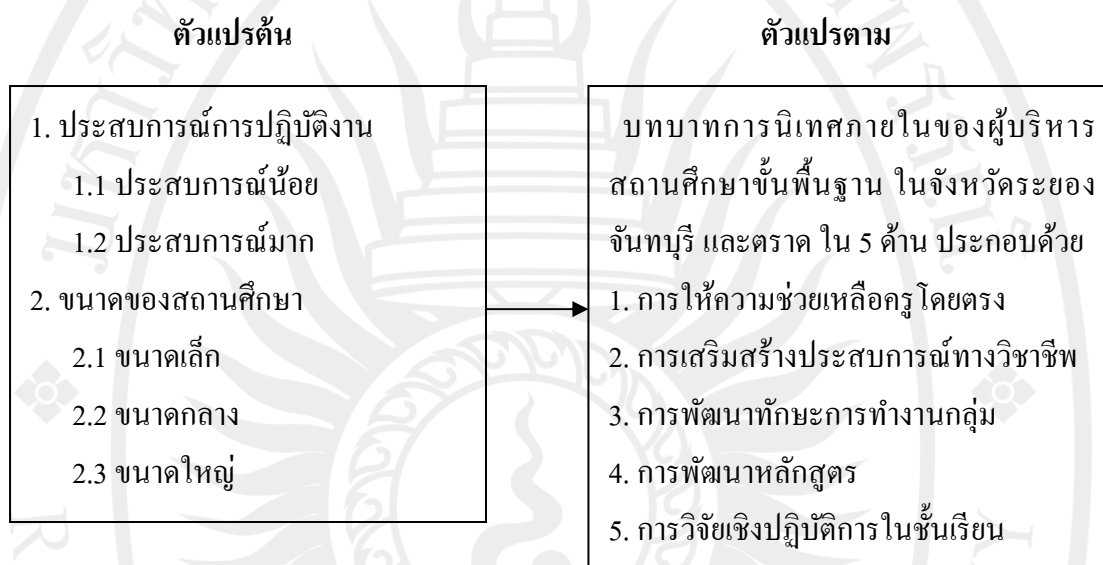 ตัวแปรต้น
1. ประสบการณ์การปฏิบัติงาน
1.1 ประสบการณ์น้อย
1.2 ประสบการณ์มาก
2. ขนาดของสถานศึกษา
2.1 ขนาดเล็ก
2.2 ขนาดกลาง
2.3 ขนาดใหญ่
ตัวแปรตาม
บทบาทการนิเทศภายในของผู้บริหาร
สถานศึกษาขั้นพื้นฐาน ในจังหวัดระยอง
จันทบุรี และตราด ใน 5 ด้าน ประกอบด้วย
1. การให้ความช่วยเหลือครูโดยตรง
2. การเสริมสร้างประสบการณ์ทางวิชาชีพ
3. การพัฒนาทักษะการทำงานกลุ่ม
4. การพัฒนาหลักสูตร
5. การวิจัยเชิงปฏิบัติการในชั้นเรียน